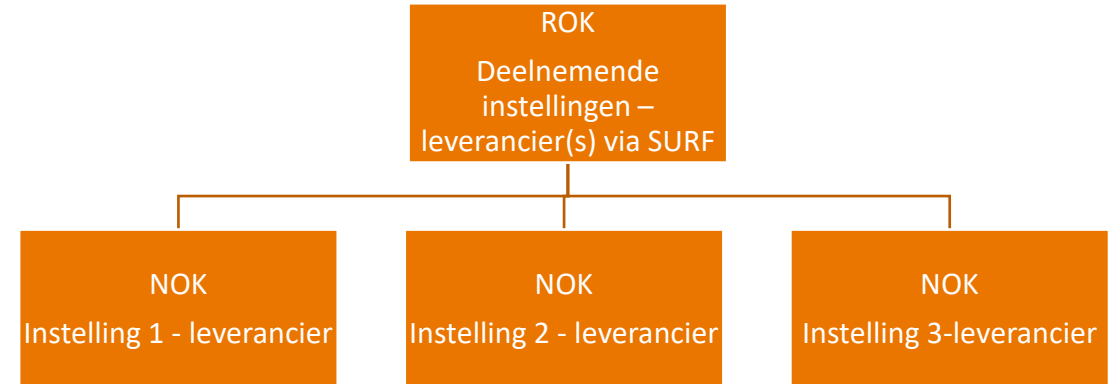 ROK
Deelnemende
instellingen –
leverancier(s) via SURF
NOK
Instelling 1 - leverancier
NOK
Instelling 2 - leverancier
NOK
Instelling 3-leverancier